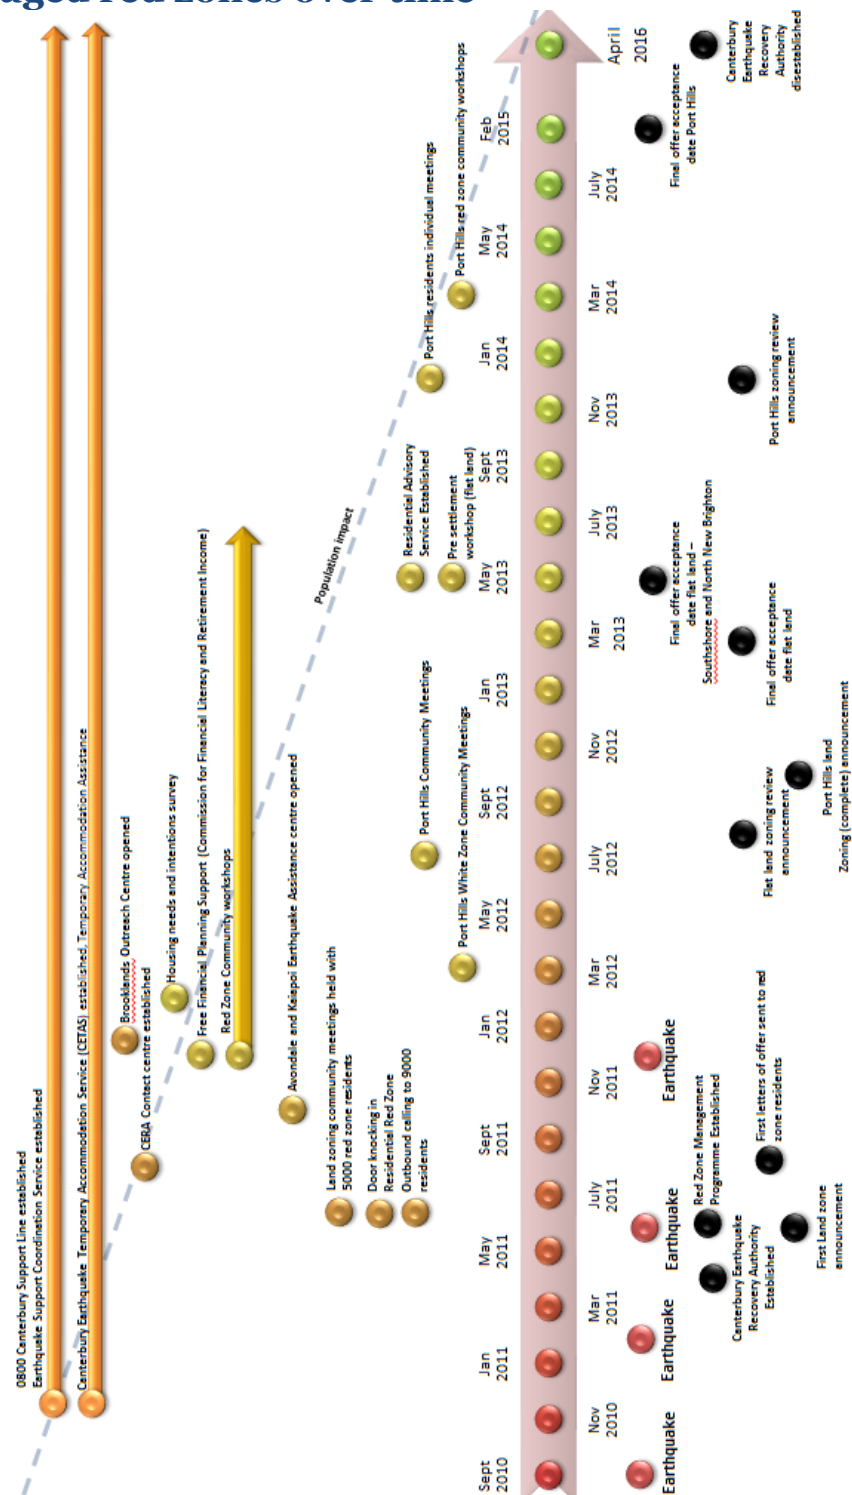 aged red zones over time
0800 Canterbury Support Line established
Earthquake Support Coordination Service established
Canterbury Earthquake Temporary Accommodation Service (CETAS) established, Temporary Accommodation Assistance
Brooklands Outreach Centre opened
CERA Contact centre established
Housing needs and intentions survey
Free Financial Planning Support (Commission for Financial Literacy and Retirement Income)
Red Zone Community workshops
Avondale and Kaiapoi Earthquake Assistance centre opened
Population impact
Land zoning community meetings held with
5000 red zone residents
Door knocking in
Residential Red Zone
Outbound calling to 9000
residents
Port Hills Community Meetings
Port Hills White Zone Community Meetings
Residential Advisory
Service Established
Pre settlement
workshop (flat land)
Port Hills residents individual meetings
Port Hills red zone community workshops
Sept
2010
Nov
2010
Jan
2011
Mar
2011
May
2011
July
2011
Sept
2011
Nov
2011
Jan
2012
Mar
2012
May
2012
July
2012
Sept
2012
Nov
2012
Jan
2013
Mar
2013
May
2013
July
2013
Sept
2013
Nov
2013
Jan
2014
Mar
2014
May
2014
July
2014
Feb
2015
April
2016
Earthquake
Earthquake
Earthquake
Earthquake
Canterbury Earthquake
Recovery Authority
Established
Red Zone Management
Programme Established
First Land zone
announcement
First letters of offer sent to red
zone residents
Flat land zoning review
announcement
Port Hills land
Zoning (complete) announcement
Final offer acceptance
date flat land
Final offer acceptance
date flat land –
Southshore and North New Brighton
Port Hills zoning review
announcement
Final offer acceptance
date Port Hills
Canterbury
Earthquake
Recovery
Authority
disestablished